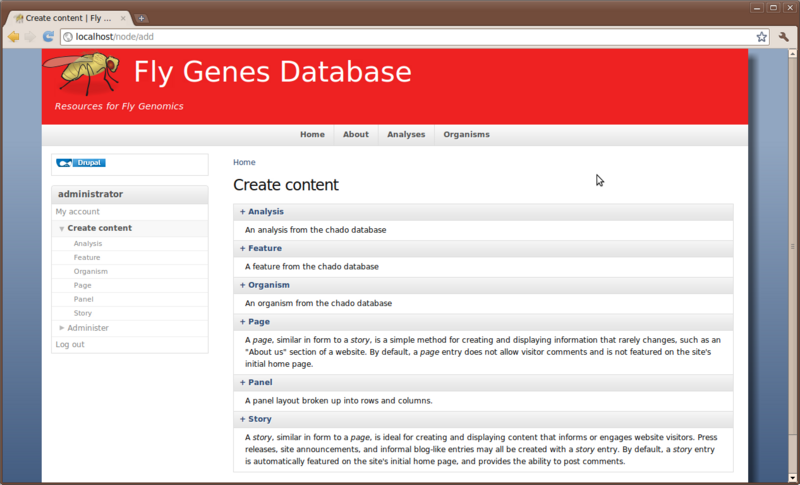 Create content | Fly ...
localhost/node/add
Fly Genes Database
Resources for Fly Genomics
Home About Analyses Organisms
Drupal
administrator
My account
Create content
Analysis
Feature
Organism
Page
Panel
Story
Administer
Log out
Home
Create content
+ Analysis
An analysis from the chado database
+ Feature
A feature from the chado database
+ Organism
An organism from the chado database
+ Page
A page, similar in form to a story, is a simple method for creating and displaying information that rarely changes, such as an
"About us" section of a website. By default, a page entry does not allow visitor comments and is not featured on the site's
initial home page.
+ Panel
A panel layout broken up into rows and columns.
+ Story
A story, similar in form to a page, is ideal for creating and displaying content that informs or engages website visitors. Press
releases, site announcements, and informal blog-like entries may all be created with a story entry. By default, a story entry
is automatically featured on the site's initial home page, and provides the ability to post comments.